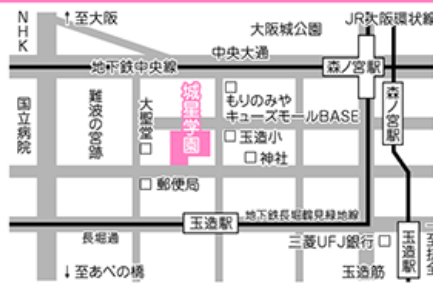 NHK
↑至大阪
大阪城公園
JR大阪環状線
中央大通
地下鉄中央線
森ノ宮駅
国立病院
難波の宮跡
大聖堂
城星学園
もりのみや
キューズモールBASE
玉造小
神社
森ノ宮駅
郵便局
玉造駅
地下鉄長堀鶴見緑地線
長堀通
三菱UFJ銀行
玉造駅
↓至あべの橋
玉造筋